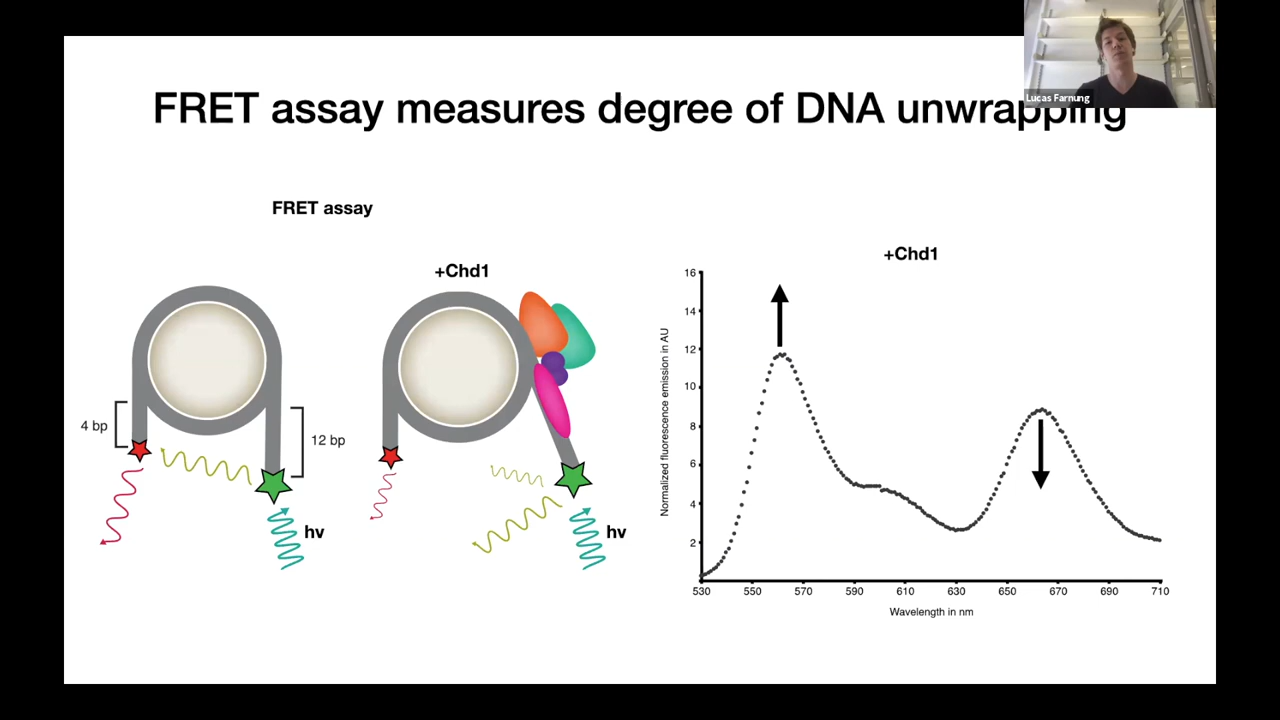 Lucas Farnung
FRET assay measures degree of DNA unwrapping
FRET assay
+Chd1
4 bp
12 bp
hv
hv
+Chd1
Normalized fluorescence emission in AU
16
14
12
10
8
6
4
2
530 550 570 590 610 630 650 670 690 710
Wavelength in nm